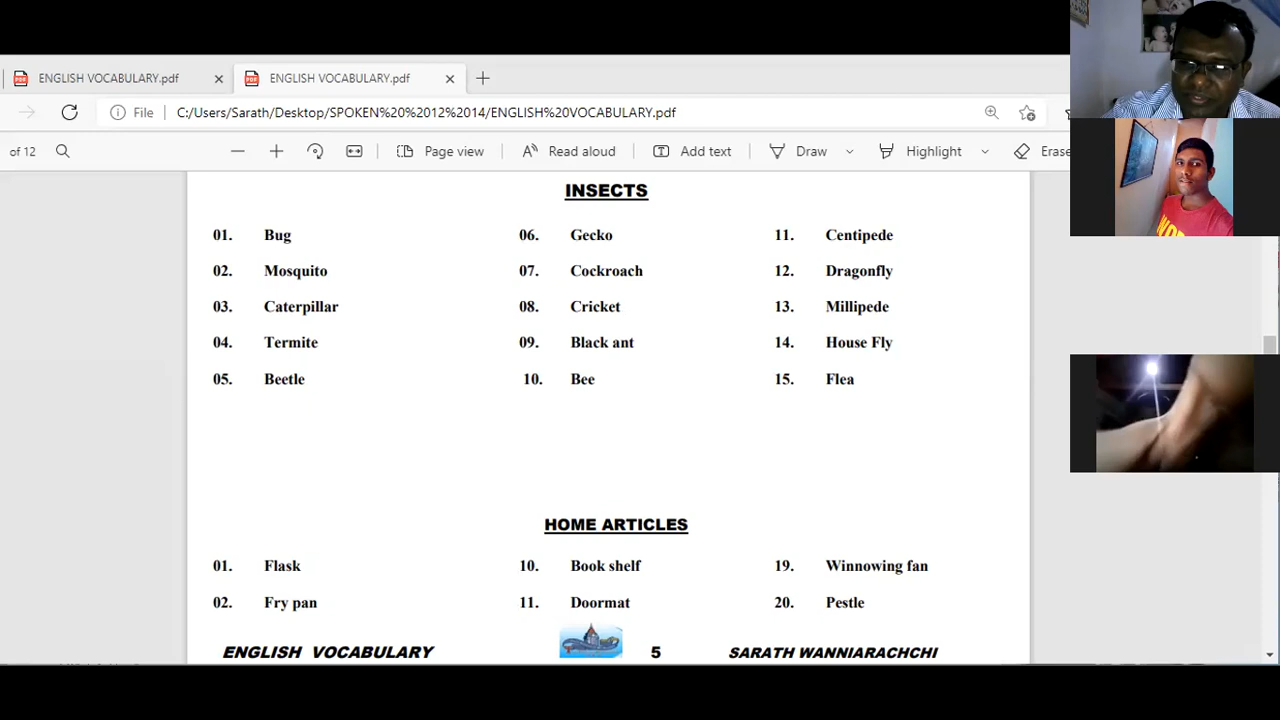 ENGLISH VOCABULARY.pdf ENGLISH VOCABULARY.pdf
File C:/Users/Sarath/Desktop/SPOKEN%20%2012%2014/ENGLISH%20VOCABULARY.pdf
of 12 Page view Read aloud Add text Draw Highlight Erase
INSECTS
01. Bug 06. Gecko 11. Centipede
02. Mosquito 07. Cockroach 12. Dragonfly
03. Caterpillar 08. Cricket 13. Millipede
04. Termite 09. Black ant 14. House Fly
05. Beetle 10. Bee 15. Flea
HOME ARTICLES
01. Flask 10. Book shelf 19. Winnowing fan
02. Fry pan 11. Doormat 20. Pestle
ENGLISH VOCABULARY 5 SARATH WANNIARACHCHI